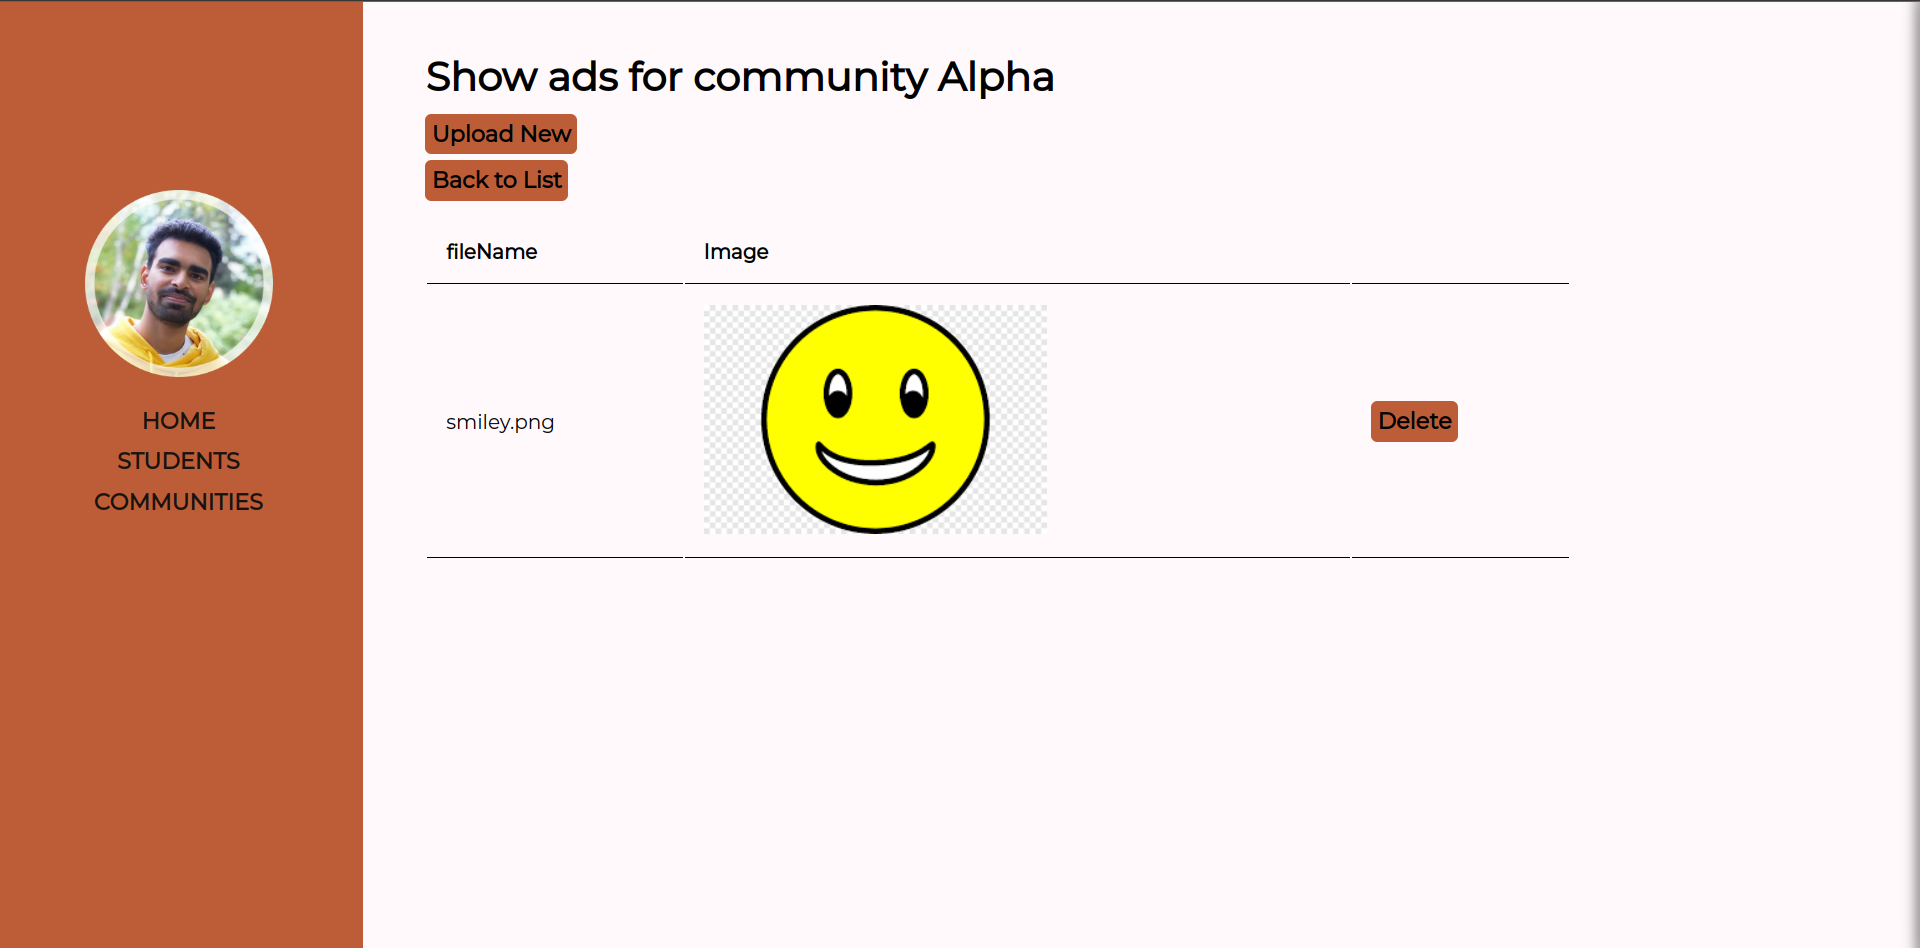 HOME
STUDENTS
COMMUNITIES
Show ads for community Alpha
Upload New
Back to List
fileName Image
smiley.png Delete